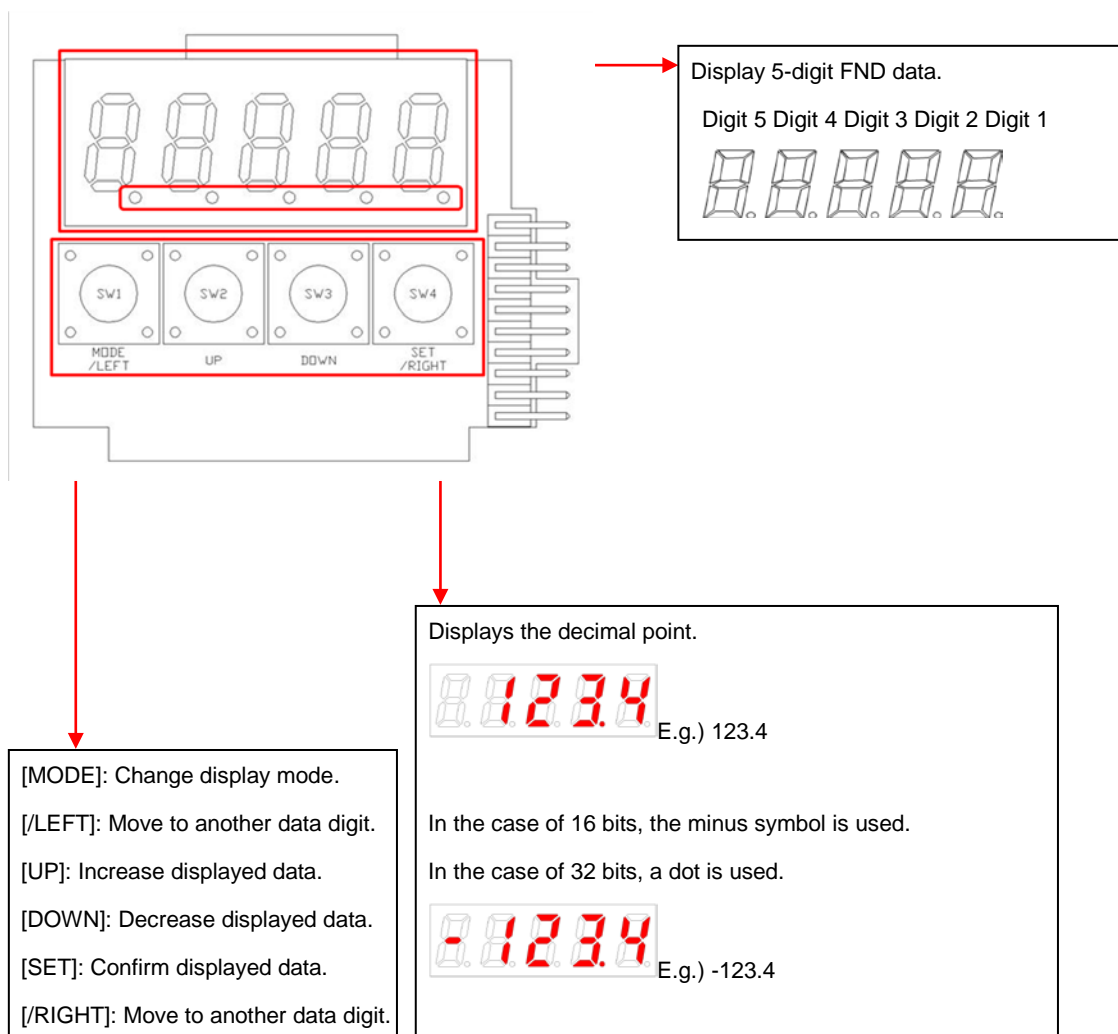 Display 5-digit FND data.
Digit 5 Digit 4 Digit 3 Digit 2 Digit 1
SW1 SW2 SW3 SW4
MODE
/LEFT
UP
DOWN
SET
/RIGHT
Displays the decimal point.
123.4
E.g.) 123.4
In the case of 16 bits, the minus symbol is used.
In the case of 32 bits, a dot is used.
-123.4
E.g.) -123.4
[MODE]: Change display mode.
[/LEFT]: Move to another data digit.
[UP]: Increase displayed data.
[DOWN]: Decrease displayed data.
[SET]: Confirm displayed data.
[/RIGHT]: Move to another data digit.